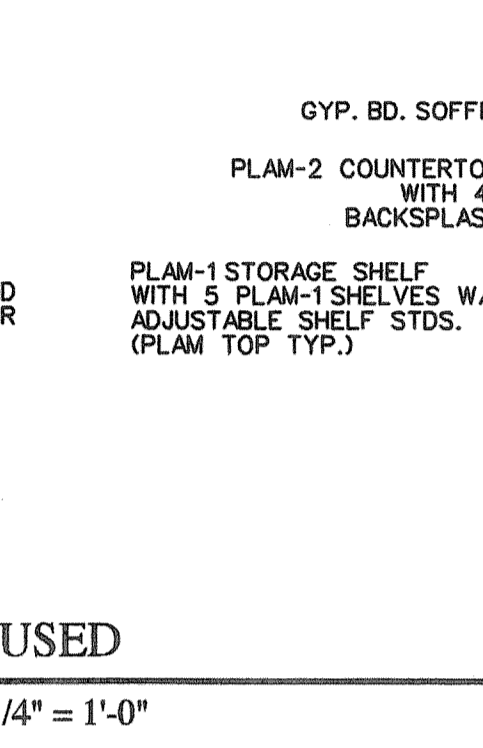 GYP. BD. SOFFI
PLAM-2 COUNTERTO
WITH 4
BACKSPLAS
D
R
PLAM-1 STORAGE SHELF
WITH 5 PLAM-1 SHELVES W/
ADJUSTABLE SHELF STDS.
(PLAM TOP TYP.)
USED
/4" = 1'-0"